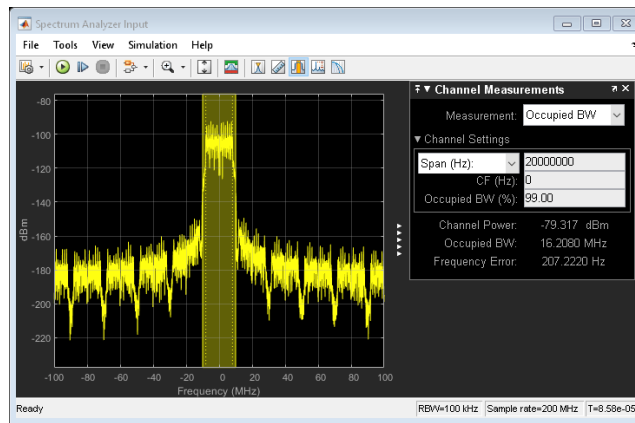 Spectrum Analyzer Input
File Tools View Simulation Help
-80
-100
-120
-140
-160
-180
-200
-220
dBm
-100 -80 -60 -40 -20 0 20 40 60 80 100
Frequency (MHz)
Channel Measurements
Measurement: Occupied BW
Channel Settings
Span (Hz): 20000000
CF (Hz): 0
Occupied BW (%): 99.00
Channel Power: -79.317 dBm
Occupied BW: 16.2080 MHz
Frequency Error: 207.2220 Hz
Ready RBW=100 kHz Sample rate=200 MHz T=8.58e-05